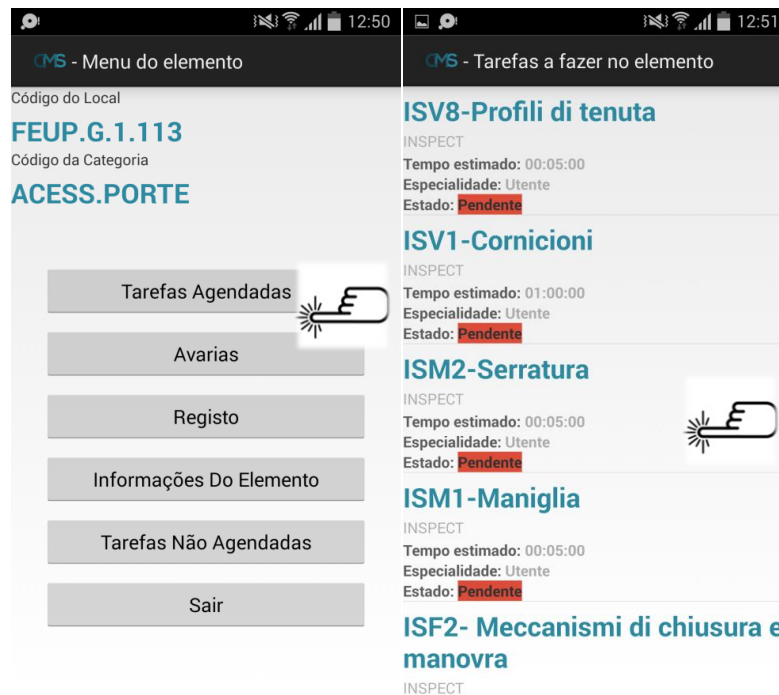 12:50
CMS - Menu do elemento
Código do Local
FEUP.G.1.113
Código da Categoria
ACESS.PORTE
Tarefas Agendadas
Avarias
Registo
Informações Do Elemento
Tarefas Não Agendadas
Sair
12:51
CMS - Tarefas a fazer no elemento
ISV8-Profili di tenuta
INSPECT
Tempo estimado: 00:05:00
Especialidade: Utente
Estado: Pendente
ISV1-Cornicioni
INSPECT
Tempo estimado: 01:00:00
Especialidade: Utente
Estado: Pendente
ISM2-Serratura
INSPECT
Tempo estimado: 00:05:00
Especialidade: Utente
Estado: Pendente
ISM1-Maniglia
INSPECT
Tempo estimado: 00:05:00
Especialidade: Utente
Estado: Pendente
ISF2- Meccanismi di chiusura e
manovra
INSPECT